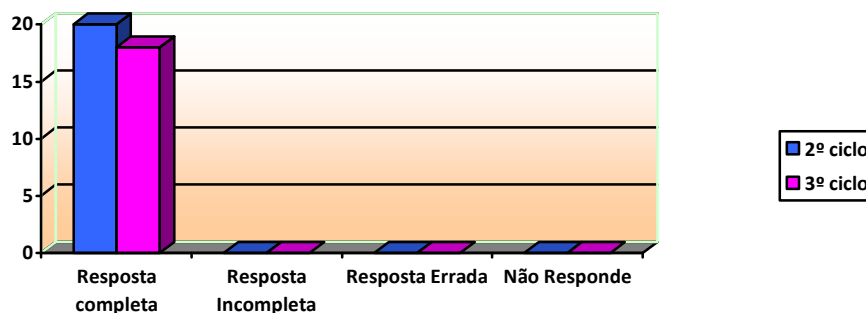 20
15
10
5
0
Resposta
completa
Resposta
Incompleta
Resposta Errada
Não Responde
2º ciclo
3º ciclo